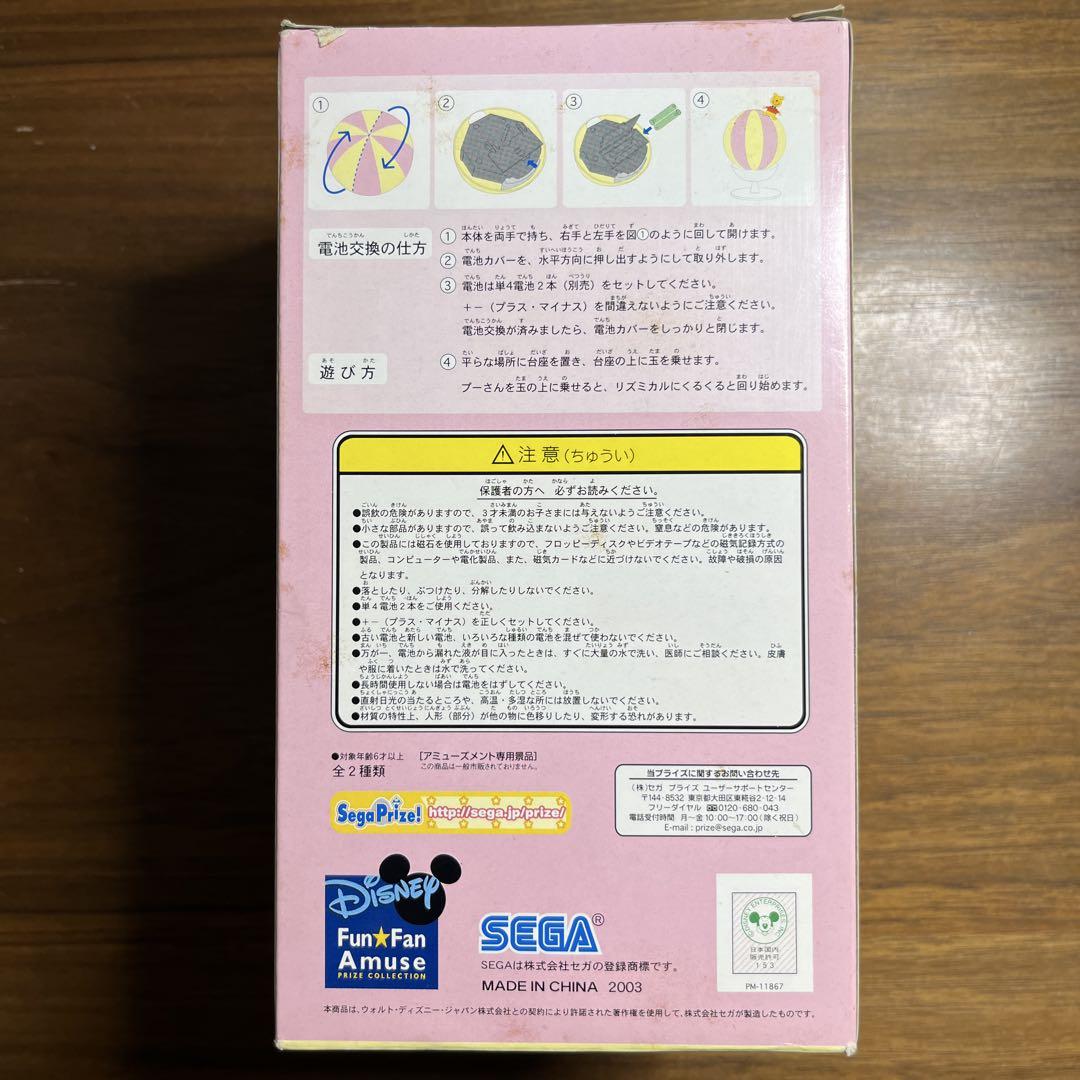 ① ② ③ ④
電池交換の仕方
① 本体を両手で持ち、右手と左手を図①のように回して開けます。
② 電池カバーを、水平方向に押し出すようにして取り外します。
③ 電池は単4電池2本（別売）をセットしてください。
＋－（プラス・マイナス）を間違えないようにご注意ください。
電池交換が済みましたら、電池カバーをしっかりと閉じます。
遊び方
④ 平らな場所に台座を置き、台座の上に玉を乗せます。
プーさんを玉の上に乗せると、リズミカルにくるくると回り始めます。
⚠注意（ちゅうい）
保護者の方へ 必ずお読みください。
●誤飲の危険がありますので、3才未満のお子さまには与えないようご注意ください。
●小さな部品がありますので、誤って飲み込まないようご注意ください。窒息などの危険があります。
●この製品には磁石を使用しておりますので、フロッピーディスクやビデオテープなどの磁気記録方式の
製品、コンピューターや電化製品、また、磁気カードなどに近づけないでください。故障や破損の原因
となります。
●落としたり、ぶつけたり、分解したりしないでください。
●単4電池2本をご使用ください。
●＋－（プラス・マイナス）を正しくセットしてください。
●古い電池と新しい電池、いろいろな種類の電池を混ぜて使わないでください。
●万が一、電池から漏れた液が目に入ったときは、すぐに大量の水で洗い、医師にご相談ください。皮膚
や服に着いたときは水で洗ってください。
●長時間使用しない場合は電池をはずしてください。
●直射日光の当たるところや、高温・多湿な所には放置しないでください。
●材質の特性上、人形（部分）が他の物に色移りしたり、変形する恐れがあります。
●対象年齢6才以上 ［アミューズメント専用景品］
全2種類 この商品は一般市販されておりません。
SegaPrize! http://sega.jp/prize/
当プライズに関するお問い合わせ先
（株）セガ プライズ ユーザーサポートセンター
〒144-8532 東京都大田区東糀谷2-12-14
フリーダイヤル 0120-680-043
電話受付時間 月～金 10:00～17:00（除く祝日）
E-mail : prize@sega.co.jp
DISNEY
Fun★Fan
Amuse
PRIZE COLLECTION
SEGA®
SEGAは株式会社セガの登録商標です。
MADE IN CHINA 2003
©DISNEY ENTERPRISES, INC.
日本国内
販売許可
153
PM-11867
本商品は、ウォルト・ディズニー・ジャパン株式会社との契約により許諾された著作権を使用して、株式会社セガが製造したものです。